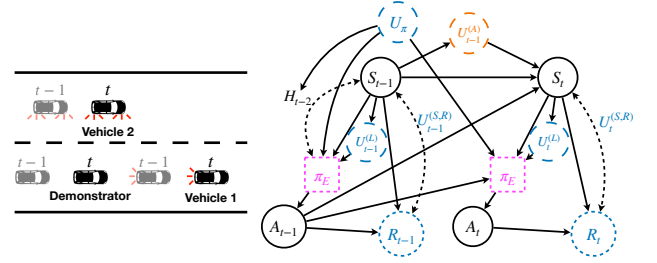 t − 1
t
Vehicle 2
t − 1
t
t − 1
t
Demonstrator
Vehicle 1
U_π
U_{t−1}^{(A)}
H_{t−2}
S_{t−1}
S_t
U_{t−1}^{(L)}
U_{t−1}^{(S,R)}
U_t^{(L)}
U_t^{(S,R)}
π_E
π_E
A_{t−1}
R_{t−1}
A_t
R_t